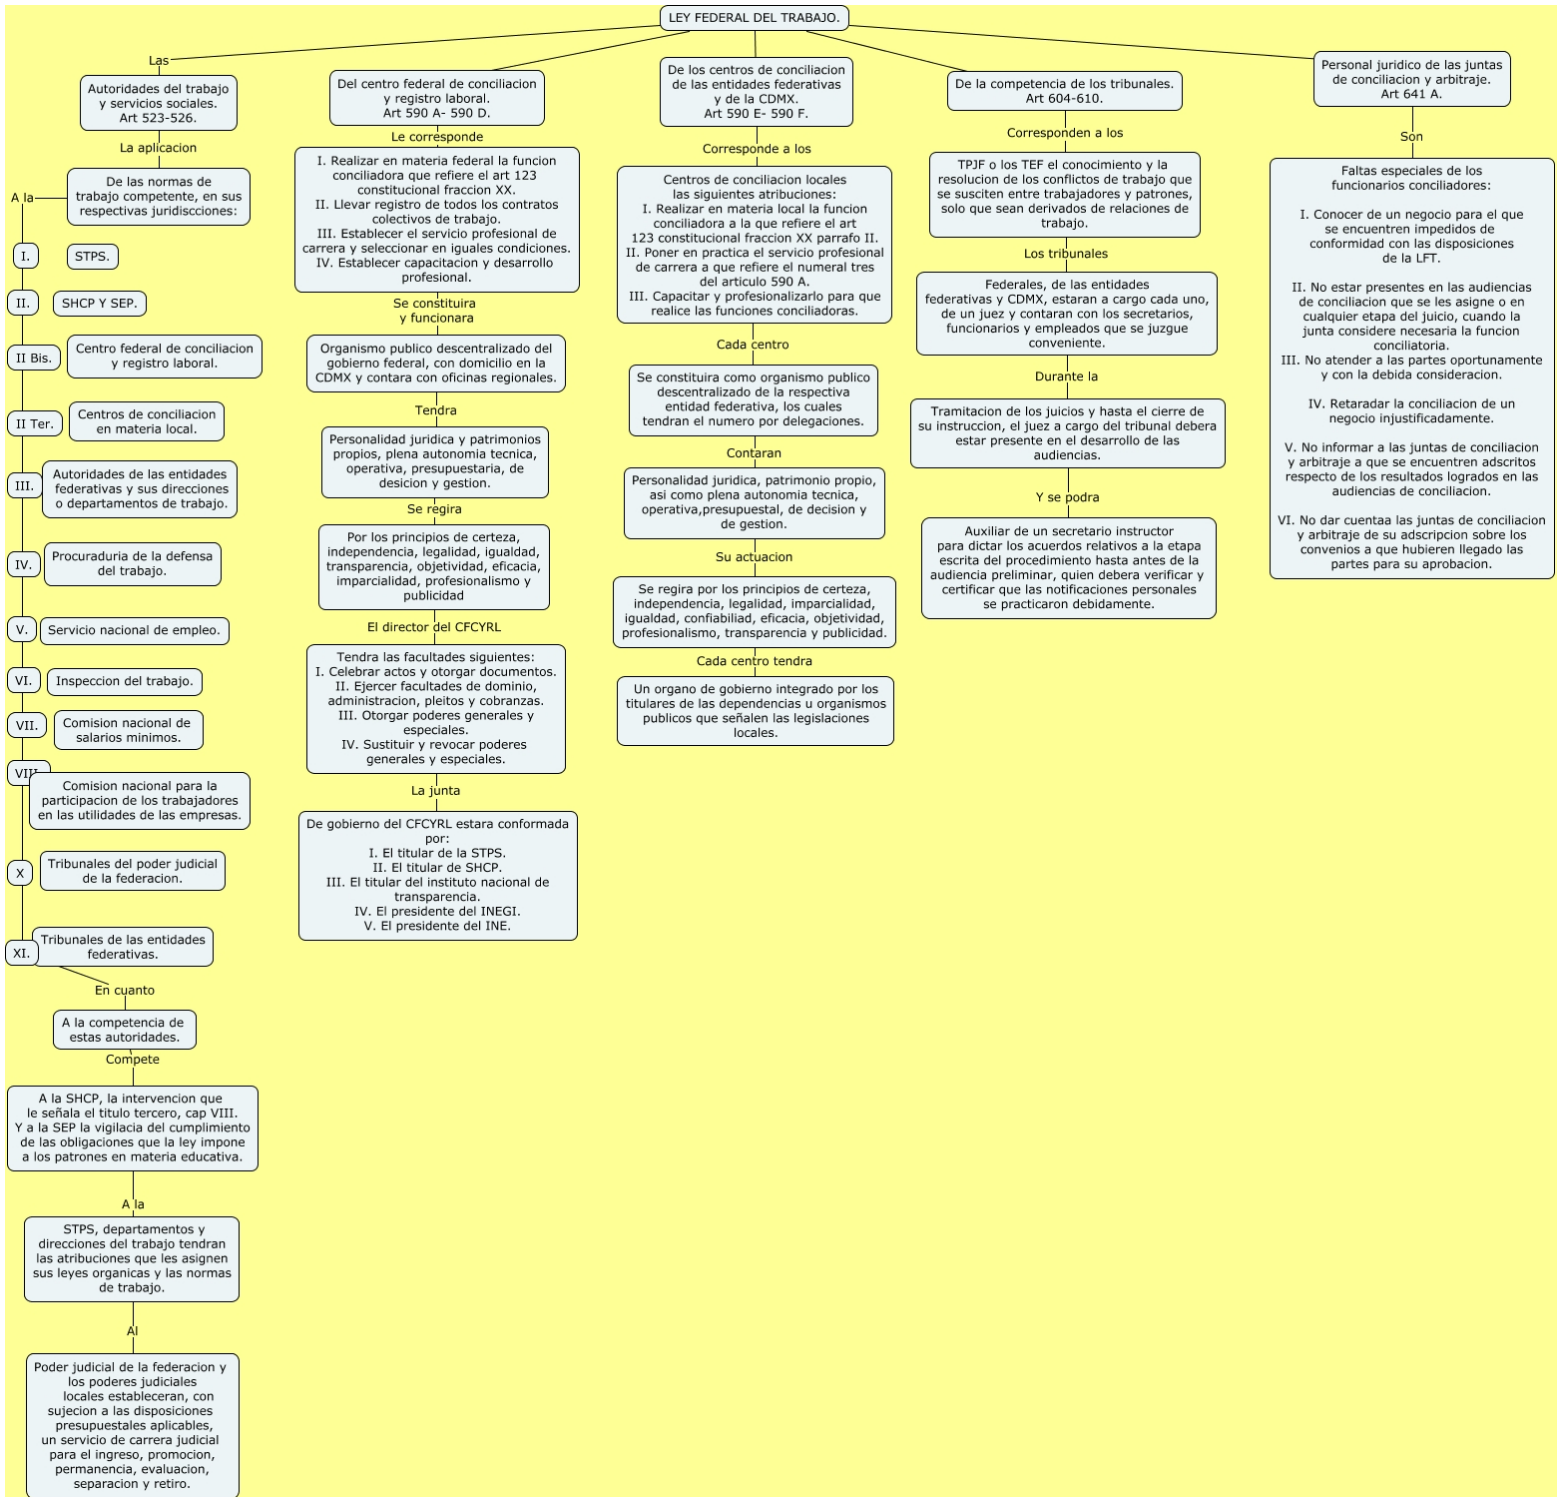 LEY FEDERAL DEL TRABAJO.
Las
Autoridades del trabajo
y servicios sociales.
Art 523-526.
La aplicacion
De las normas de
trabajo competente, en sus
respectivas juridiscciones:
A la
I.
STPS.
II.
SHCP Y SEP.
II Bis.
Centro federal de conciliacion
y registro laboral.
II Ter.
Centros de conciliacion
en materia local.
III.
Autoridades de las entidades
federativas y sus direcciones
o departamentos de trabajo.
IV.
Procuraduria de la defensa
del trabajo.
V.
Servicio nacional de empleo.
VI.
Inspeccion del trabajo.
VII.
Comision nacional de
salarios minimos.
VIII
Comision nacional para la
participacion de los trabajadores
en las utilidades de las empresas.
X
Tribunales del poder judicial
de la federacion.
XI.
Tribunales de las entidades
federativas.
En cuanto
A la competencia de
estas autoridades.
Compete
A la SHCP, la intervencion que
le señala el titulo tercero, cap VIII.
Y a la SEP la vigilacia del cumplimiento
de las obligaciones que la ley impone
a los patrones en materia educativa.
A la
STPS, departamentos y
direcciones del trabajo tendran
las atribuciones que les asignen
sus leyes organicas y las normas
de trabajo.
Al
Poder judicial de la federacion y
los poderes judiciales
locales estableceran, con
sujecion a las disposiciones
presupuestales aplicables,
un servicio de carrera judicial
para el ingreso, promocion,
permanencia, evaluacion,
separacion y retiro.
Del centro federal de conciliacion
y registro laboral.
Art 590 A- 590 D.
Le corresponde
I. Realizar en materia federal la funcion
conciliadora que refiere el art 123
constitucional fraccion XX.
II. Llevar registro de todos los contratos
colectivos de trabajo.
III. Establecer el servicio profesional de
carrera y seleccionar en iguales condiciones.
IV. Establecer capacitacion y desarrollo
profesional.
Se constituira
y funcionara
Organismo publico descentralizado del
gobierno federal, con domicilio en la
CDMX y contara con oficinas regionales.
Tendra
Personalidad juridica y patrimonios
propios, plena autonomia tecnica,
operativa, presupuestaria, de
desicion y gestion.
Se regira
Por los principios de certeza,
independencia, legalidad, igualdad,
transparencia, objetividad, eficacia,
imparcialidad, profesionalismo y
publicidad
El director del CFCYRL
Tendra las facultades siguientes:
I. Celebrar actos y otorgar documentos.
II. Ejercer facultades de dominio,
administracion, pleitos y cobranzas.
III. Otorgar poderes generales y
especiales.
IV. Sustituir y revocar poderes
generales y especiales.
La junta
De gobierno del CFCYRL estara conformada
por:
I. El titular de la STPS.
II. El titular de SHCP.
III. El titular del instituto nacional de
transparencia.
IV. El presidente del INEGI.
V. El presidente del INE.
De los centros de conciliacion
de las entidades federativas
y de la CDMX.
Art 590 E- 590 F.
Corresponde a los
Centros de conciliacion locales
las siguientes atribuciones:
I. Realizar en materia local la funcion
conciliadora a la que refiere el art
123 constitucional fraccion XX parrafo II.
II. Poner en practica el servicio profesional
de carrera a que refiere el numeral tres
del articulo 590 A.
III. Capacitar y profesionalizarlo para que
realice las funciones conciliadoras.
Cada centro
Se constituira como organismo publico
descentralizado de la respectiva
entidad federativa, los cuales
tendran el numero por delegaciones.
Contaran
Personalidad juridica, patrimonio propio,
asi como plena autonomia tecnica,
operativa,presupuestal, de decision y
de gestion.
Su actuacion
Se regira por los principios de certeza,
independencia, legalidad, imparcialidad,
igualdad, confiabiliad, eficacia, objetividad,
profesionalismo, transparencia y publicidad.
Cada centro tendra
Un organo de gobierno integrado por los
titulares de las dependencias u organismos
publicos que señalen las legislaciones
locales.
De la competencia de los tribunales.
Art 604-610.
Corresponden a los
TPJF o los TEF el conocimiento y la
resolucion de los conflictos de trabajo que
se susciten entre trabajadores y patrones,
solo que sean derivados de relaciones de
trabajo.
Los tribunales
Federales, de las entidades
federativas y CDMX, estaran a cargo cada uno,
de un juez y contaran con los secretarios,
funcionarios y empleados que se juzgue
conveniente.
Durante la
Tramitacion de los juicios y hasta el cierre de
su instruccion, el juez a cargo del tribunal debera
estar presente en el desarrollo de las
audiencias.
Y se podra
Auxiliar de un secretario instructor
para dictar los acuerdos relativos a la etapa
escrita del procedimiento hasta antes de la
audiencia preliminar, quien debera verificar y
certificar que las notificaciones personales
se practicaron debidamente.
Personal juridico de las juntas
de conciliacion y arbitraje.
Art 641 A.
Son
Faltas especiales de los
funcionarios conciliadores:
I. Conocer de un negocio para el que
se encuentren impedidos de
conformidad con las disposiciones
de la LFT.
II. No estar presentes en las audiencias
de conciliacion que se les asigne o en
cualquier etapa del juicio, cuando la
junta considere necesaria la funcion
conciliatoria.
III. No atender a las partes oportunamente
y con la debida consideracion.
IV. Retaradar la conciliacion de un
negocio injustificadamente.
V. No informar a las juntas de conciliacion
y arbitraje a que se encuentren adscritos
respecto de los resultados logrados en las
audiencias de conciliacion.
VI. No dar cuentaa las juntas de conciliacion
y arbitraje de su adscripcion sobre los
convenios a que hubieren llegado las
partes para su aprobacion.